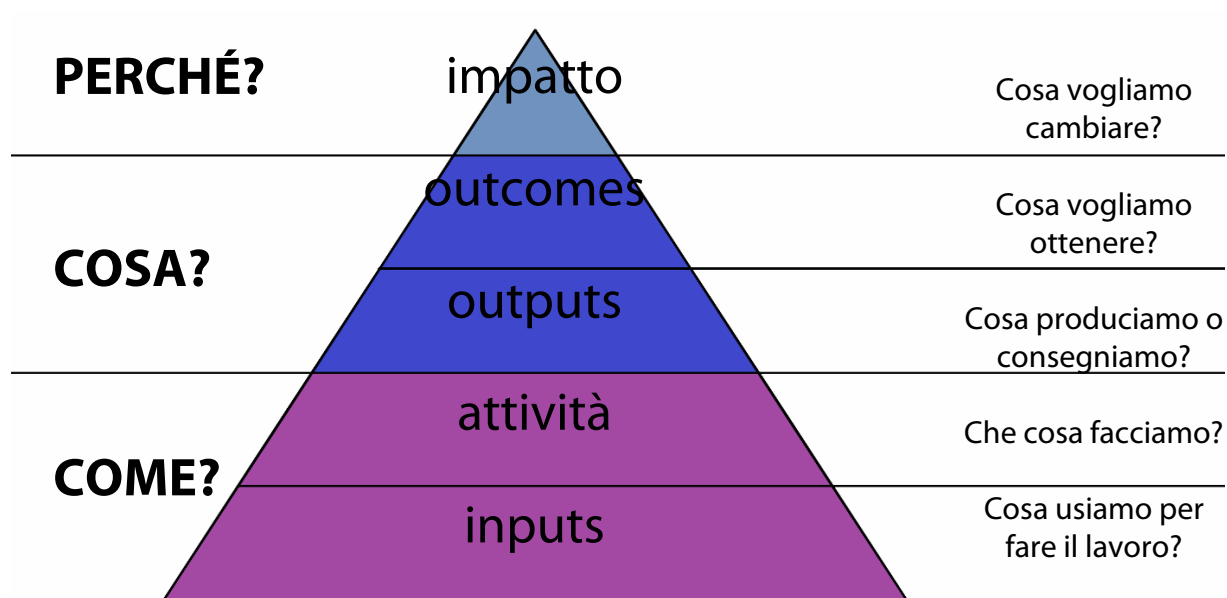 PERCHÉ?
impatto
Cosa vogliamo
cambiare?
outcomes
Cosa vogliamo
ottenere?
COSA?
outputs
Cosa produciamo o
consegniamo?
attività
Che cosa facciamo?
COME?
inputs
Cosa usiamo per
fare il lavoro?